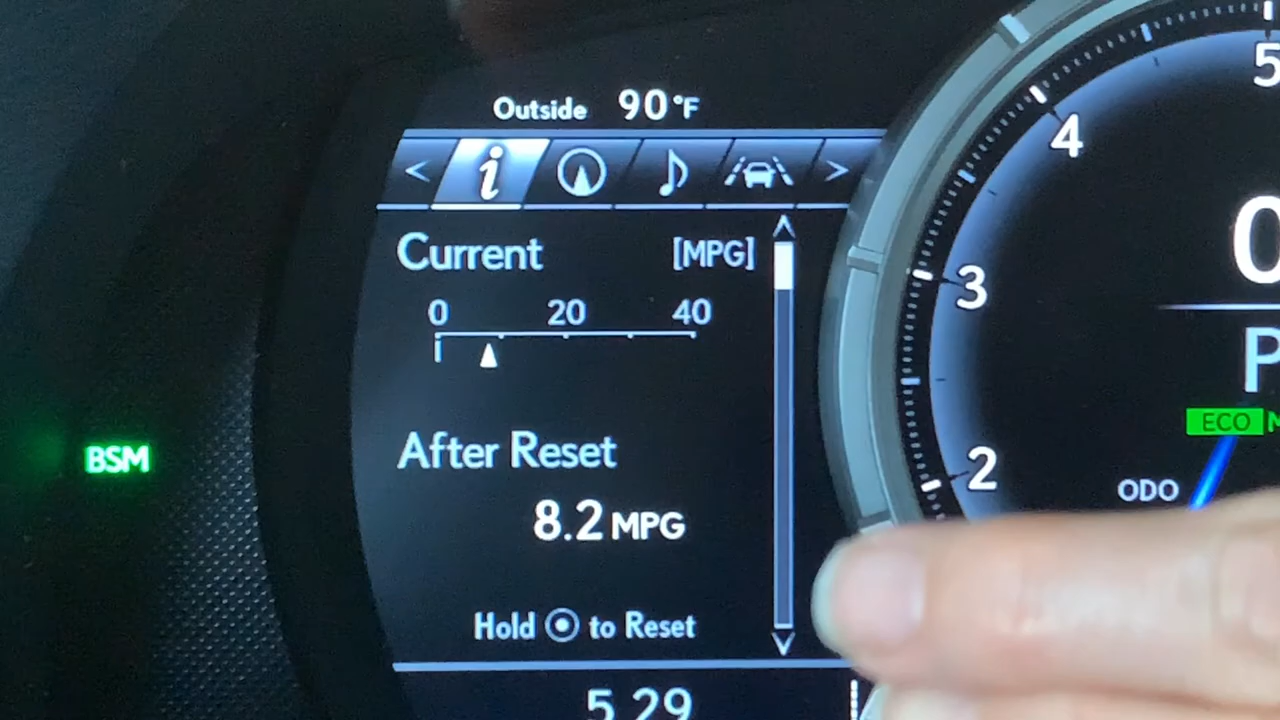 Outside 90°F
< i >
Current [MPG]
0 20 40
After Reset
8.2 MPG
Hold to Reset
5.29
BSM
5
4
3
2
0
P
ECO M
ODO